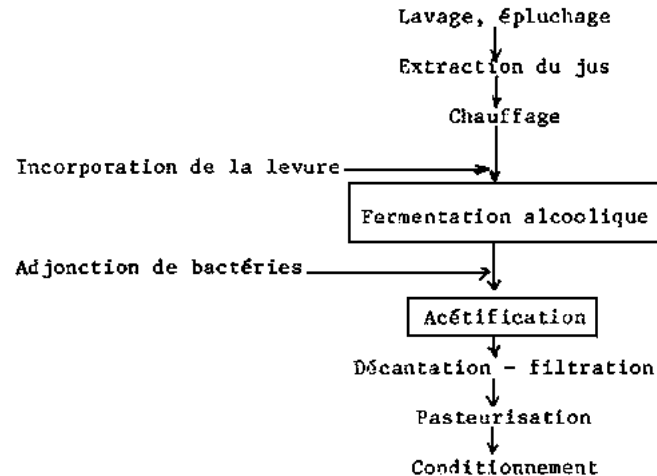 Lavage, épluchage
Extraction du jus
Chauffage
Incorporation de la levure
Fermentation alcoolique
Adjonction de bactéries
Acétification
Décantation - filtration
Pasteurisation
Conditionnement